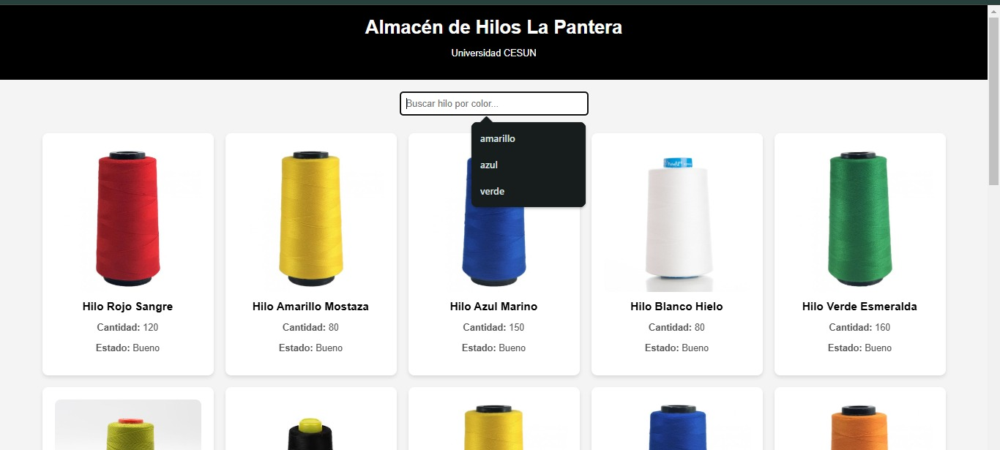 Almacén de Hilos La Pantera
Universidad CESUN
Buscar hilo por color...
amarillo
azul
verde
Hilo Rojo Sangre
Cantidad: 120
Estado: Bueno
Hilo Amarillo Mostaza
Cantidad: 80
Estado: Bueno
Hilo Azul Marino
Cantidad: 150
Estado: Bueno
Hilo Blanco Hielo
Cantidad: 80
Estado: Bueno
Hilo Verde Esmeralda
Cantidad: 160
Estado: Bueno